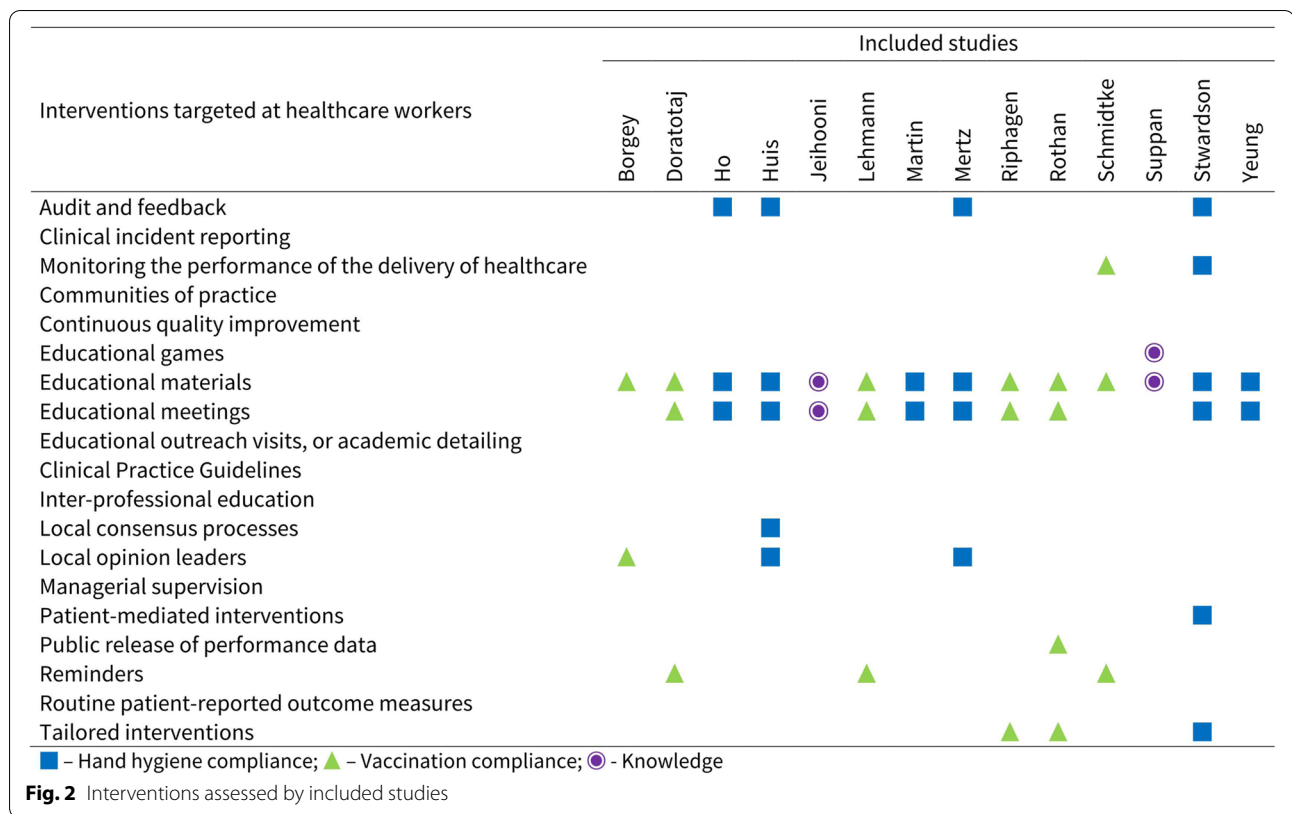 Included studies
Interventions targeted at healthcare workers
Borgey
Doratotaj
Ho
Huis
Jeihooni
Lehmann
Martin
Mertz
Riphagen
Rothan
Schmidtke
Suppan
Stwardson
Yeung
Audit and feedback
Clinical incident reporting
Monitoring the performance of the delivery of healthcare
Communities of practice
Continuous quality improvement
Educational games
Educational materials
Educational meetings
Educational outreach visits, or academic detailing
Clinical Practice Guidelines
Inter-professional education
Local consensus processes
Local opinion leaders
Managerial supervision
Patient-mediated interventions
Public release of performance data
Reminders
Routine patient-reported outcome measures
Tailored interventions
– Hand hygiene compliance; – Vaccination compliance; - Knowledge
Fig. 2 Interventions assessed by included studies